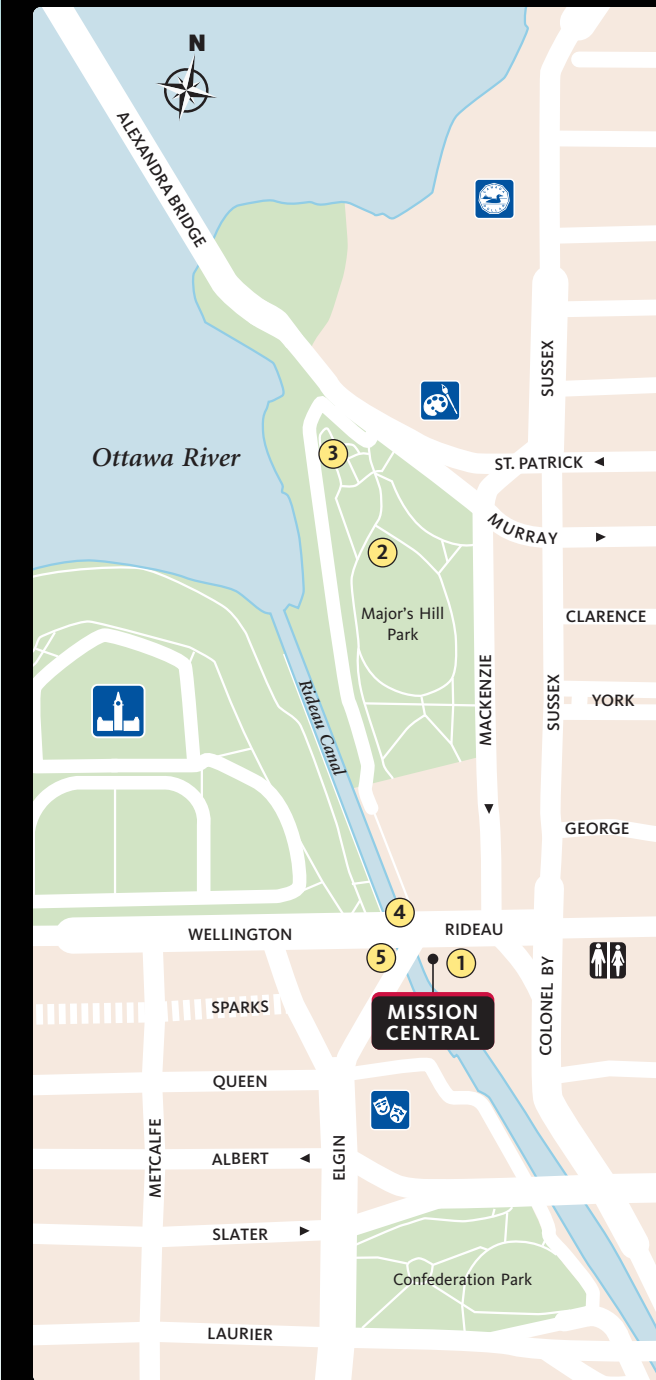 N
ALEXANDRA BRIDGE
SUSSEX
Ottawa River
3
ST. PATRICK
MURRAY
2
Major's Hill
Park
CLARENCE
MACKENZIE
SUSSEX
YORK
Rideau Canal
GEORGE
4
WELLINGTON
RIDEAU
5
1
COLONEL BY
SPARKS
MISSION
CENTRAL
QUEEN
METCALFE
ALBERT
ELGIN
SLATER
Confederation Park
LAURIER